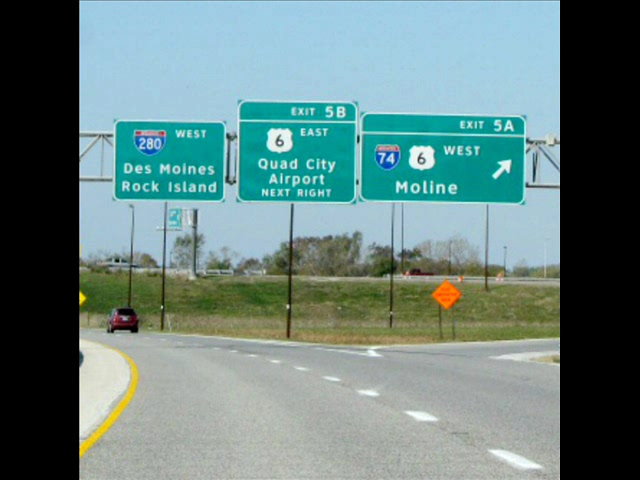 280 WEST
Des Moines
Rock Island
EXIT 5B
6 EAST
Quad City
Airport
NEXT RIGHT
EXIT 5A
74 6 WEST
Moline